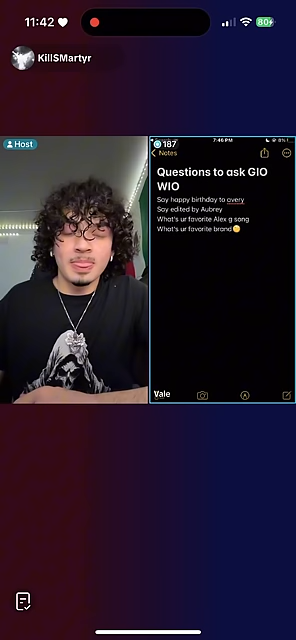 11:42
80
KillSMartyr
Host
187
7:46 PM
8%
Notes
Questions to ask GIO
WIO
Say happy birthday to avery
Say edited by Aubrey
What's ur favorite Alex g song
What's ur favorite brand
Vale